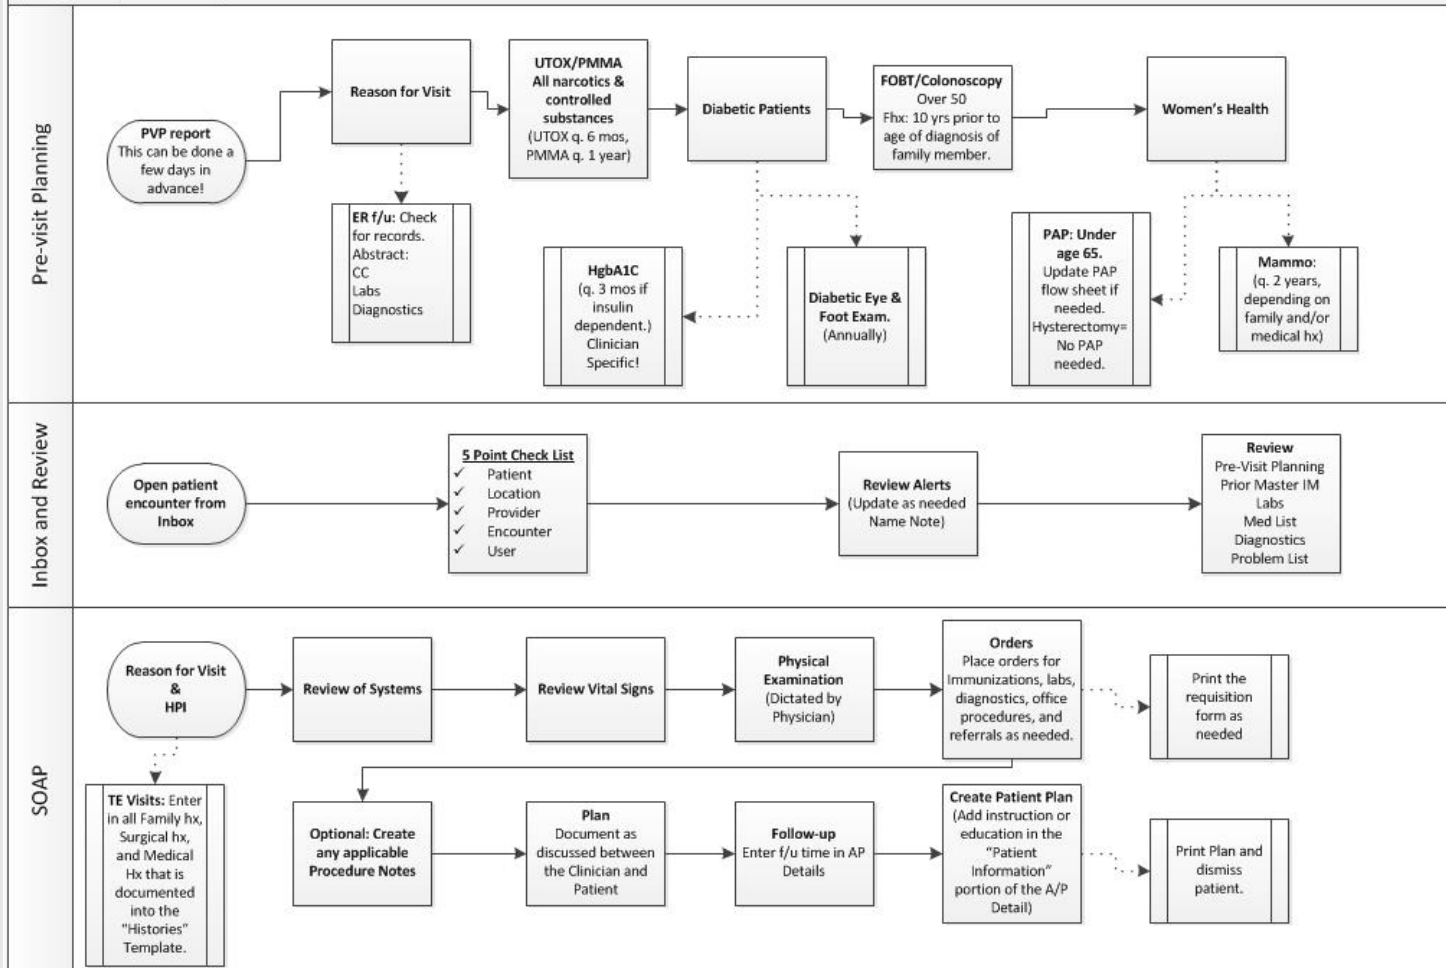 Pre-visit Planning
PVP report
This can be done a
few days in
advance!
Reason for Visit
ER f/u: Check
for records.
Abstract:
CC
Labs
Diagnostics
UTOX/PMMA
All narcotics &
controlled
substances
(UTOX q. 6 mos,
PMMA q. 1 year)
Diabetic Patients
HgbA1C
(q. 3 mos if
insulin
dependent.)
Clinician
Specific!
Diabetic Eye &
Foot Exam.
(Annually)
FOBT/Colonoscopy
Over 50
Fhx: 10 yrs prior to
age of diagnosis of
family member.
Women's Health
PAP: Under
age 65.
Update PAP
flow sheet if
needed.
Hysterectomy=
No PAP
needed.
Mammo:
(q. 2 years,
depending on
family and/or
medical hx)
Inbox and Review
Open patient
encounter from
Inbox
5 Point Check List
✓ Patient
✓ Location
✓ Provider
✓ Encounter
✓ User
Review Alerts
(Update as needed
Name Note)
Review
Pre-Visit Planning
Prior Master IM
Labs
Med List
Diagnostics
Problem List
SOAP
Reason for Visit
&
HPI
TE Visits: Enter
in all Family hx,
Surgical hx,
and Medical
Hx that is
documented
into the
"Histories"
Template.
Review of Systems
Review Vital Signs
Physical
Examination
(Dictated by
Physician)
Orders
Place orders for
Immunizations, labs,
diagnostics, office
procedures, and
referrals as needed.
Print the
requisition
form as
needed
Optional: Create
any applicable
Procedure Notes
Plan
Document as
discussed between
the Clinician and
Patient
Follow-up
Enter f/u time in AP
Details
Create Patient Plan
(Add instruction or
education in the
"Patient
Information"
portion of the A/P
Detail)
Print Plan and
dismiss
patient.